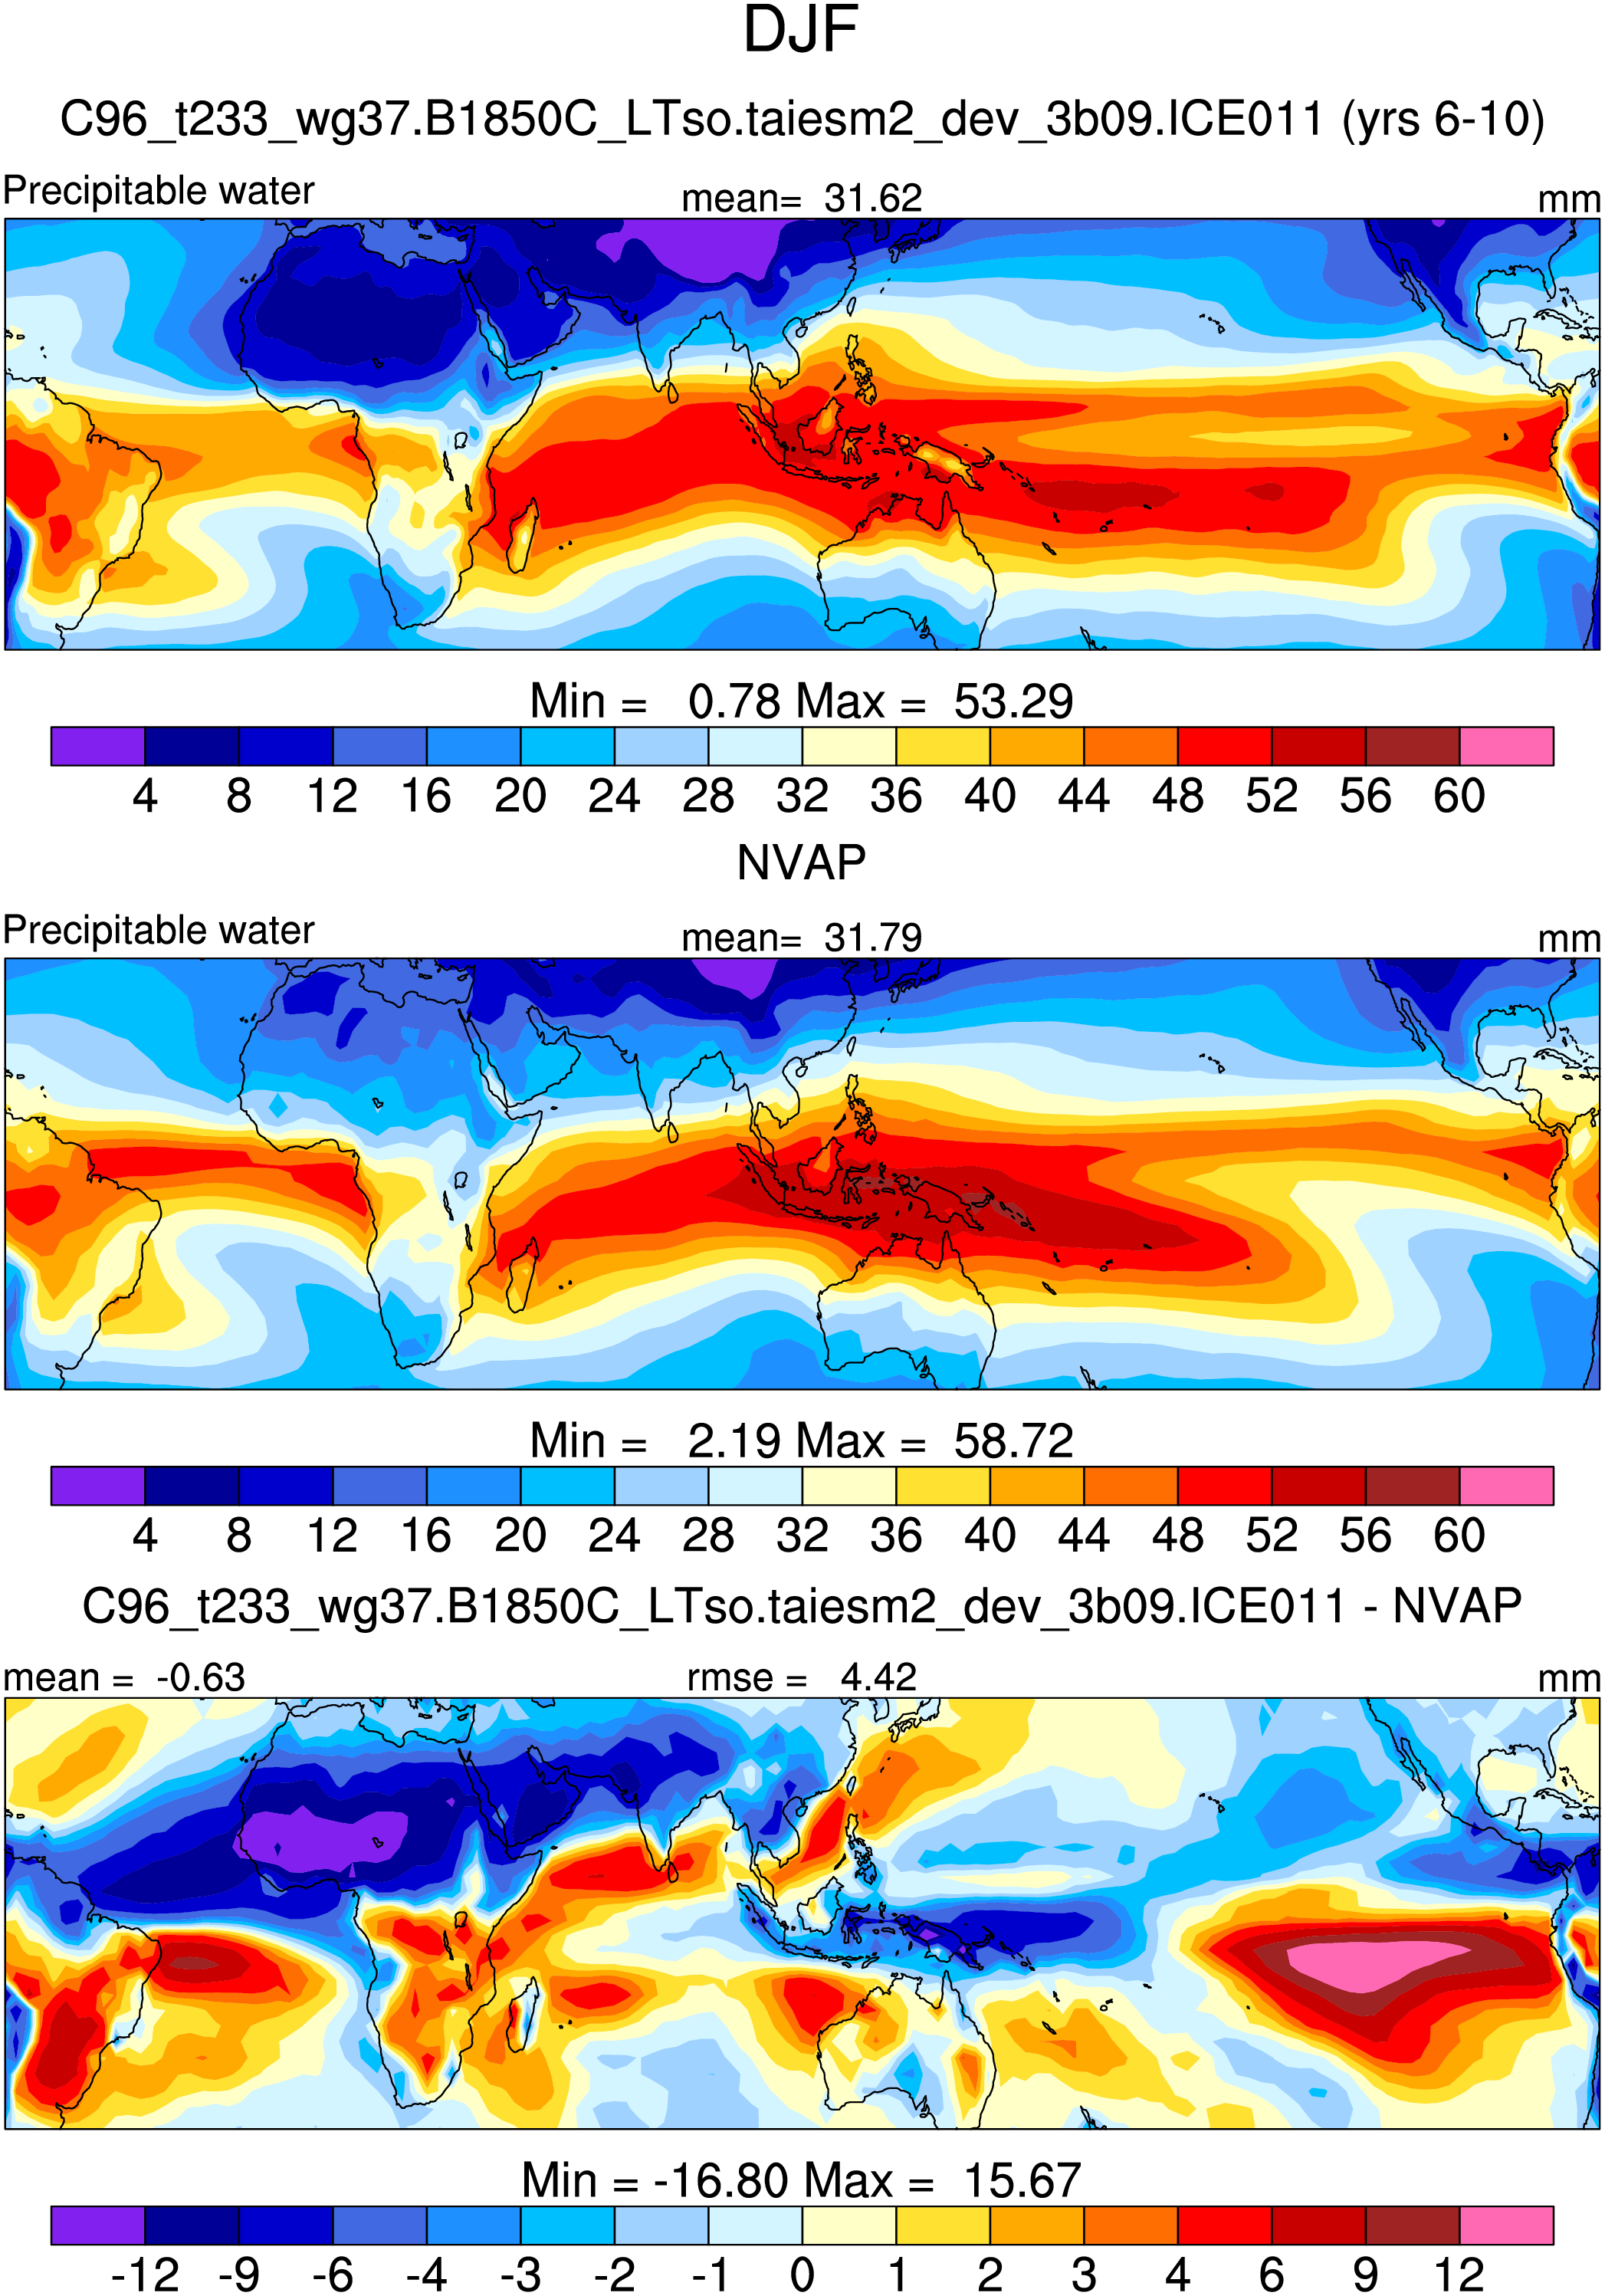 DJF
C96_t233_wg37.B1850C_LTso.taiesm2_dev_3b09.ICE011 (yrs 6-10)
Precipitable water mean= 31.62 mm
Min = 0.78 Max = 53.29
4 8 12 16 20 24 28 32 36 40 44 48 52 56 60
NVAP
Precipitable water mean= 31.79 mm
Min = 2.19 Max = 58.72
4 8 12 16 20 24 28 32 36 40 44 48 52 56 60
C96_t233_wg37.B1850C_LTso.taiesm2_dev_3b09.ICE011 - NVAP
mean = -0.63 rmse = 4.42 mm
Min = -16.80 Max = 15.67
-12 -9 -6 -4 -3 -2 -1 0 1 2 3 4 6 9 12